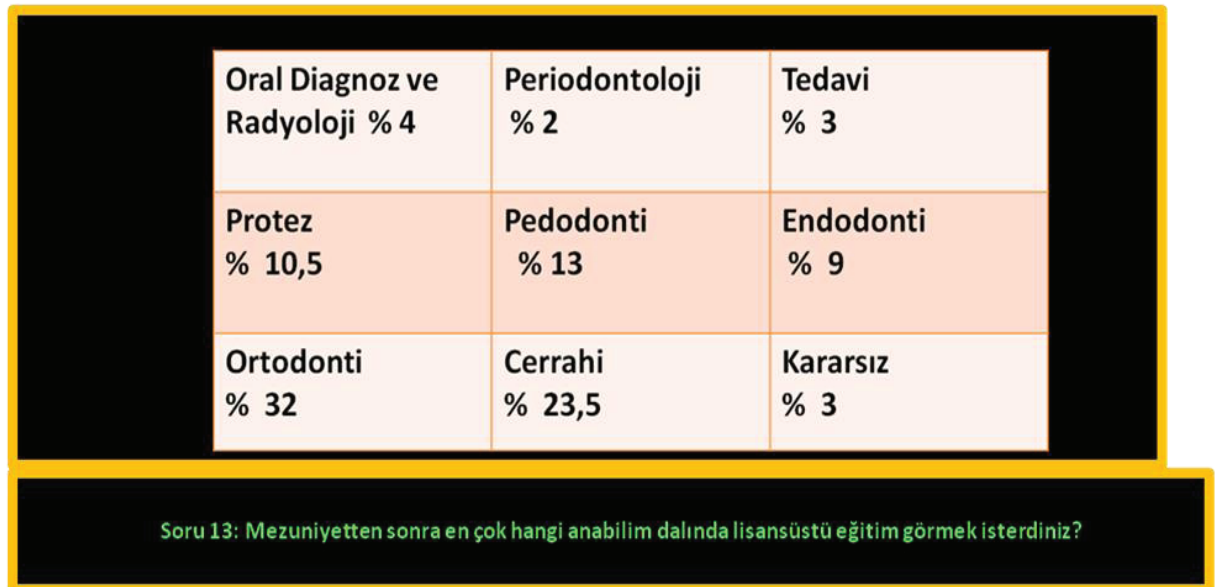 Oral Diagnoz ve
Radyoloji % 4
Periodontoloji
% 2
Tedavi
% 3
Protez
% 10,5
Pedodonti
% 13
Endodonti
% 9
Ortodonti
% 32
Cerrahi
% 23,5
Kararsız
% 3
Soru 13: Mezuniyetten sonra en çok hangi anabilim dalında lisansüstü eğitim görmek isterdiniz?